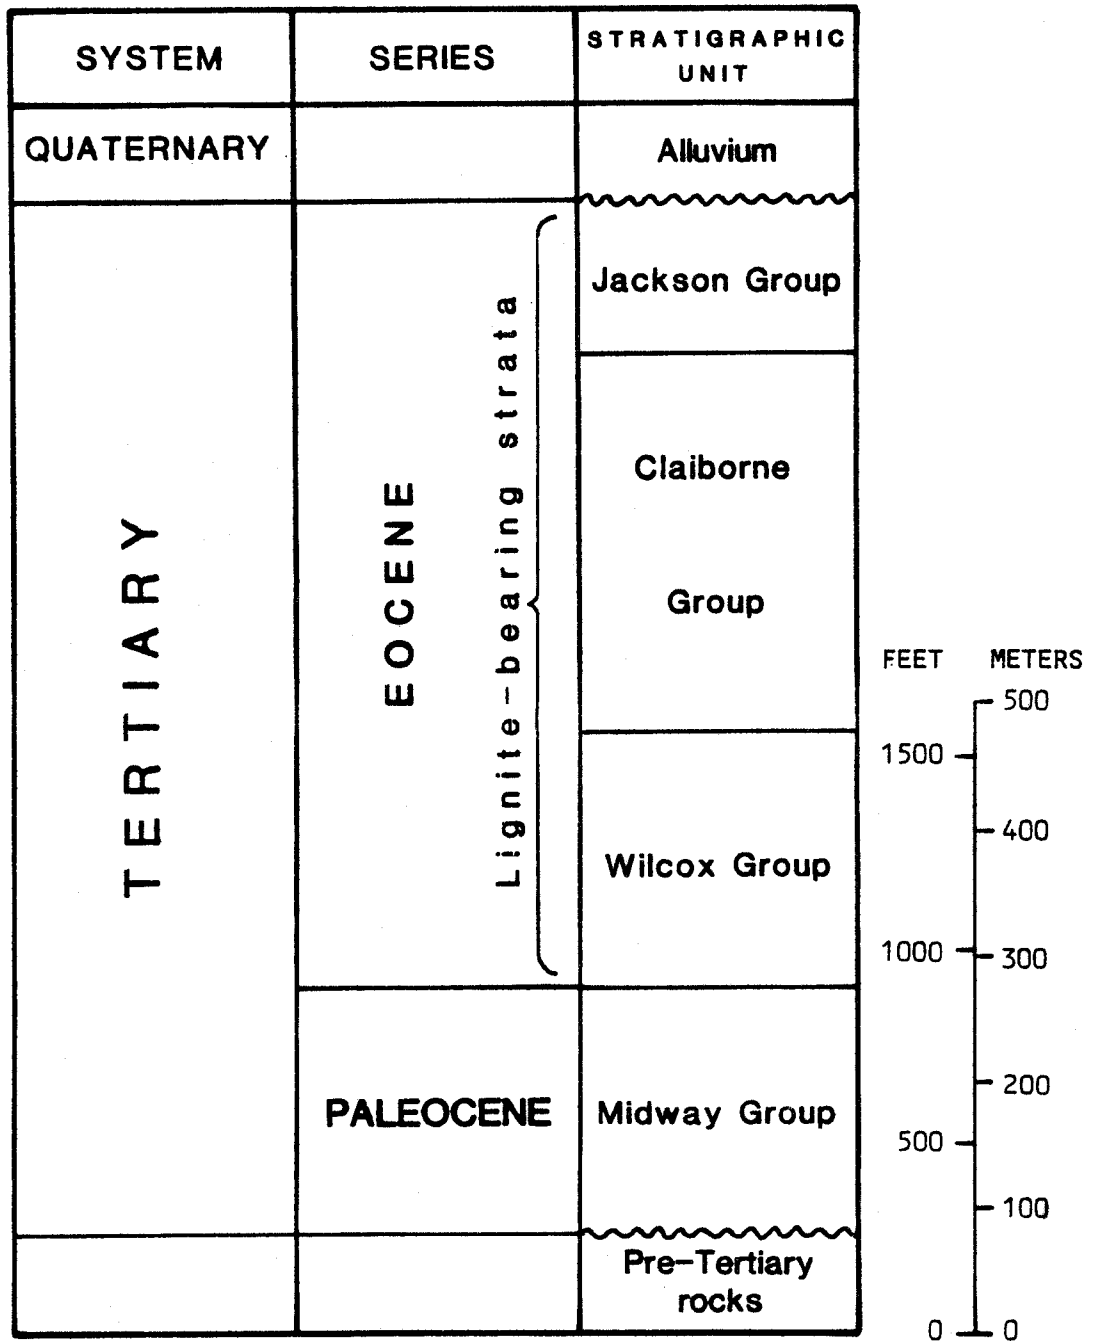 SYSTEM
SERIES
STRATIGRAPHIC
UNIT
QUATERNARY
Alluvium
TERTIARY
EOCENE
Lignite-bearing strata
Jackson Group
Claiborne
Group
Wilcox Group
PALEOCENE
Midway Group
Pre-Tertiary
rocks
FEET METERS
500
1500
400
1000
300
200
500
100
0 0